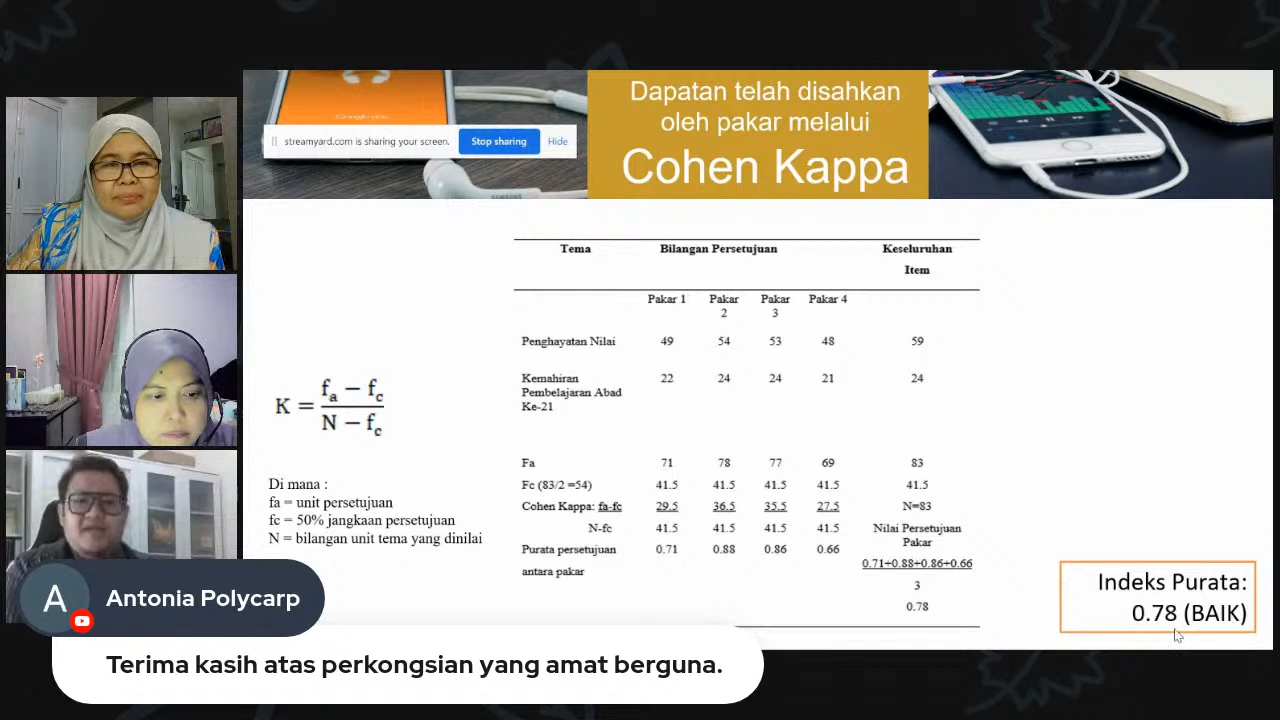 streamyard.com is sharing your screen.
Stop sharing
Hide
SAMSUNG
Dapatan telah disahkan
oleh pakar melalui
Cohen Kappa
K = fa − fc
N − fc
Di mana :
fa = unit persetujuan
fc = 50% jangkaan persetujuan
N = bilangan unit tema yang dinilai
Tema Bilangan Persetujuan Keseluruhan
Item
Pakar 1 Pakar 2 Pakar 3 Pakar 4
Penghayatan Nilai 49 54 53 48 59
Kemahiran 22 24 24 21 24
Pembelajaran Abad
Ke-21
Fa 71 78 77 69 83
Fc (83/2 =54) 41.5 41.5 41.5 41.5 41.5
Cohen Kappa: fa-fc 29.5 36.5 35.5 27.5 N=83
N-fc 41.5 41.5 41.5 41.5 Nilai Persetujuan
Pakar
Purata persetujuan 0.71 0.88 0.86 0.66 0.71+0.88+0.86+0.66
antara pakar
3
0.78
Indeks Purata:
0.78 (BAIK)
A
Antonia Polycarp
Terima kasih atas perkongsian yang amat berguna.